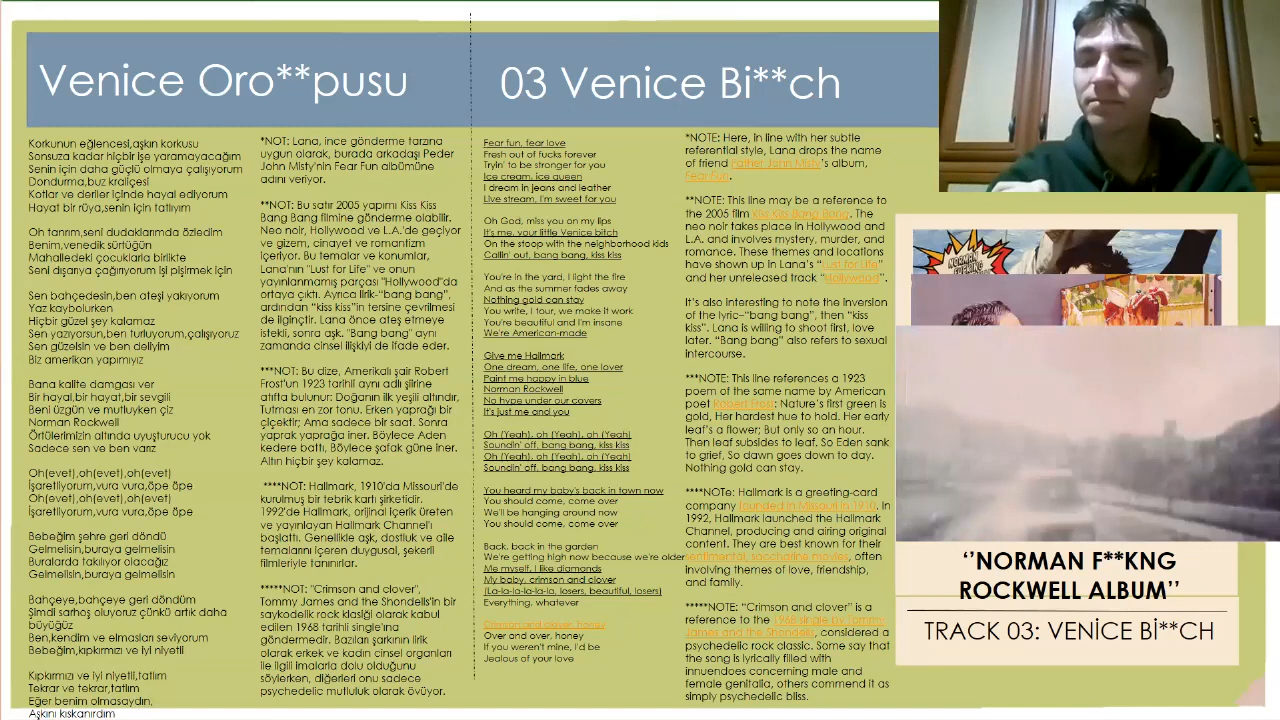 Venice Oro**pusu
Korkunun eğlencesi,aşkın korkusu
Sonsuza kadar hiçbir işe yaramayacağım
Senin için daha güçlü olmaya çalışıyorum
Dondurma,buz kraliçesi
Kotlar ve deriler içinde hayal ediyorum
Hayat bir rüya,senin için tatlıyım
Oh tanrım,seni dudaklarımda özledim
Benim,venedik sürtüğün
Mahalledeki çocuklarla birlikte
Seni dışarıya çağırıyorum işi pişirmek için
Sen bahçedesin,ben ateşi yakıyorum
Yaz kaybolurken
Hiçbir güzel şey kalamaz
Sen yazıyorsun,ben turluyorum,çalışıyoruz
Sen güzelsin ve ben deliyim
Biz amerikan yapımıyız
Bana kalite damgası ver
Bir hayal,bir hayat,bir sevgili
Beni üzgün ve mutluyken çiz
Norman Rockwell
Örtülerimizin altında uyuşturucu yok
Sadece sen ve ben varız
Oh(evet),oh(evet),oh(evet)
İşaretliyorum,vura vura,öpe öpe
Oh(evet),oh(evet),oh(evet)
İşaretliyorum,vura vura,öpe öpe
Bebeğim şehre geri döndü
Gelmelisin,buraya gelmelisin
Buralarda takılıyor olacağız
Gelmelisin,buraya gelmelisin
Bahçeye,bahçeye geri döndüm
Şimdi sarhoş oluyoruz çünkü artık daha
büyüğüz
Ben,kendim ve elmasları seviyorum
Bebeğim,kıpkırmızı ve iyi niyetli
Kıpkırmızı ve iyi niyetli,tatlım
Tekrar ve tekrar,tatlım
Eğer benim olmasaydın,
Aşkını kıskanırdım
*NOT: Lana, ince gönderme tarzına
uygun olarak, burada arkadaşı Peder
John Misty'nin Fear Fun albümüne
adını veriyor.
**NOT: Bu satır 2005 yapımı Kiss Kiss
Bang Bang filmine gönderme olabilir.
Neo noir, Hollywood ve L.A.'de geçiyor
ve gizem, cinayet ve romantizm
içeriyor. Bu temalar ve konumlar,
Lana'nın "Lust for Life" ve onun
yayınlanmamış parçası "Hollywood'da
ortaya çıktı. Ayrıca lirik-"bang bang",
ardından "kiss kiss"in tersine çevrilmesi
de ilginçtir. Lana önce ateş etmeye
istekli, sonra aşk. "Bang bang" aynı
zamanda cinsel ilişkiyi de ifade eder.
***NOT: Bu dize, Amerikalı şair Robert
Frost'un 1923 tarihli aynı adlı şiirine
atıfta bulunur: Doğanın ilk yeşili altındır,
Tutması en zor tonu. Erken yaprağı bir
çiçektir; Ama sadece bir saat. Sonra
yaprak yaprağa iner. Böylece Aden
kedere battı, Böylece şafak güne iner.
Altın hiçbir şey kalamaz.
****NOT: Hallmark, 1910'da Missouri'de
kurulmuş bir tebrik kartı şirketidir.
1992'de Hallmark, orijinal içerik üreten
ve yayınlayan Hallmark Channel'ı
başlattı. Genellikle aşk, dostluk ve aile
temalarını içeren duygusal, şekerli
filmleriyle tanınırlar.
*****NOT: "Crimson and clover",
Tommy James and the Shondells'in bir
saykodelik rock klasiği olarak kabul
edilen 1968 tarihli single'ına
göndermedir. Bazıları şarkının lirik
olarak erkek ve kadın cinsel organları
ile ilgili imalarla dolu olduğunu
söylerken, diğerleri onu sadece
psychedelic mutluluk olarak övüyor.
03 Venice Bi**ch
Fear fun, fear love
Fresh out of fucks forever
Tryin' to be stronger for you
Ice cream, ice queen
I dream in jeans and leather
Live stream, I'm sweet for you
Oh God, miss you on my lips
It's me, your little Venice bitch
On the stoop with the neighborhood kids
Callin' out, bang bang, kiss kiss
You're in the yard, I light the fire
And as the summer fades away
Nothing gold can stay
You write, I tour, we make it work
You're beautiful and I'm insane
We're American-made
Give me Hallmark
One dream, one life, one lover
Paint me happy in blue
Norman Rockwell
No hype under our covers
It's just me and you
Oh (Yeah), oh (Yeah), oh (Yeah)
Soundin' off, bang bang, kiss kiss
Oh (Yeah), oh (Yeah), oh (Yeah)
Soundin' off, bang bang, kiss kiss
You heard my baby's back in town now
You should come, come over
We'll be hanging around now
You should come, come over
Back, back in the garden
We're getting high now because we're older
Me myself, I like diamonds
My baby, crimson and clover
(La-la-la-la-la, losers, beautiful, losers)
Everything, whatever
Crimson and clover, honey
Over and over, honey
If you weren't mine, I'd be
Jealous of your love
*NOTE: Here, in line with her subtle
referential style, Lana drops the name
of friend Father John Misty's album,
Fear Fun.
**NOTE: This line may be a reference to
the 2005 film Kiss Kiss Bang Bang. The
neo noir takes place in Hollywood and
L.A. and involves mystery, murder, and
romance. These themes and locations
have shown up in Lana's "Lust for Life"
and her unreleased track "Hollywood".
It's also interesting to note the inversion
of the lyric–"bang bang", then "kiss
kiss". Lana is willing to shoot first, love
later. "Bang bang" also refers to sexual
intercourse.
***NOTE: This line references a 1923
poem of the same name by American
poet Robert Frost: Nature's first green is
gold, Her hardest hue to hold. Her early
leaf's a flower; But only so an hour.
Then leaf subsides to leaf. So Eden sank
to grief, So dawn goes down to day.
Nothing gold can stay.
****NOTe: Hallmark is a greeting-card
company founded in Missouri in 1910. In
1992, Hallmark launched the Hallmark
Channel, producing and airing original
content. They are best known for their
sentimental, saccharine movies, often
involving themes of love, friendship,
and family.
*****NOTE: "Crimson and clover" is a
reference to the 1968 single by Tommy
James and the Shondells, considered a
psychedelic rock classic. Some say that
the song is lyrically filled with
innuendoes concerning male and
female genitalia, others commend it as
simply psychedelic bliss.
NORMAN
''NORMAN F**KNG
ROCKWELL ALBUM''
TRACK 03: VENİCE Bİ**CH